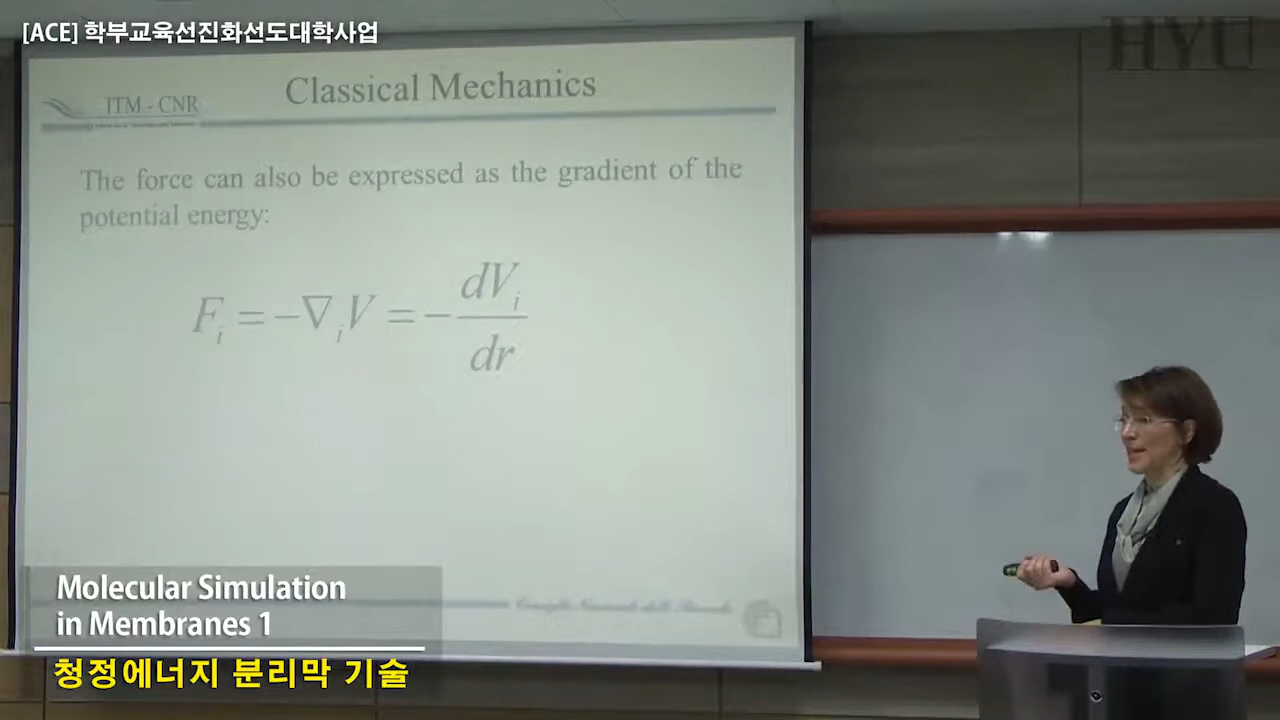 [ACE] 학부교육선진화선도대학사업
HYU
ITM - CNR
Classical Mechanics
The force can also be expressed as the gradient of the
potential energy:
F_i = -∇_i V = - dV_i / dr
Molecular Simulation
in Membranes 1
청정에너지 분리막 기술